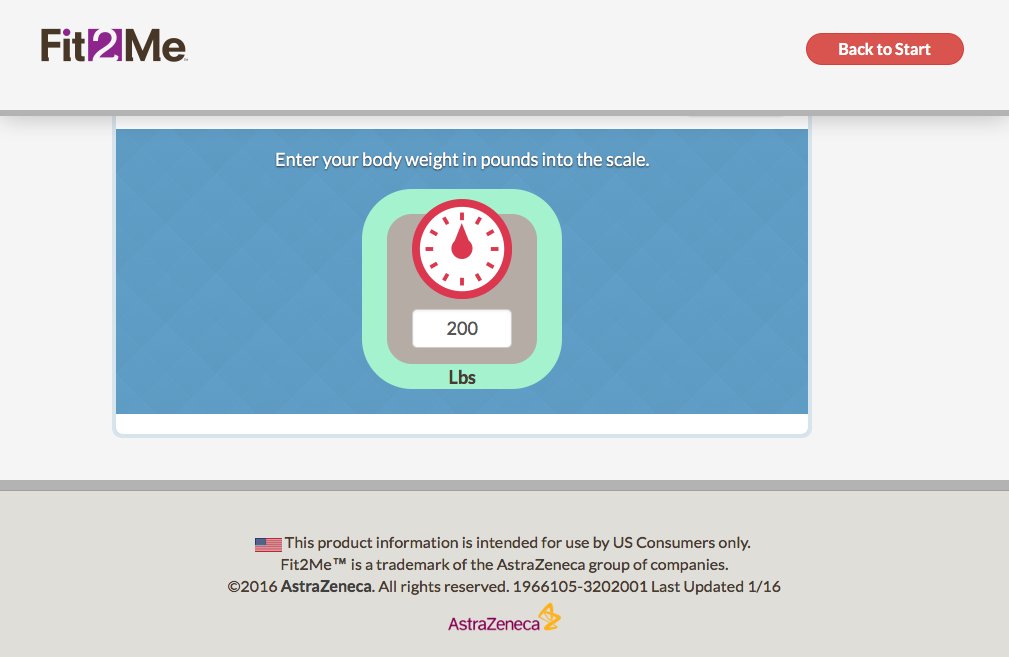 Fit2Me™
Back to Start
Enter your body weight in pounds into the scale.
200
Lbs
This product information is intended for use by US Consumers only.
Fit2Me™ is a trademark of the AstraZeneca group of companies.
©2016 AstraZeneca. All rights reserved. 1966105-3202001 Last Updated 1/16
AstraZeneca